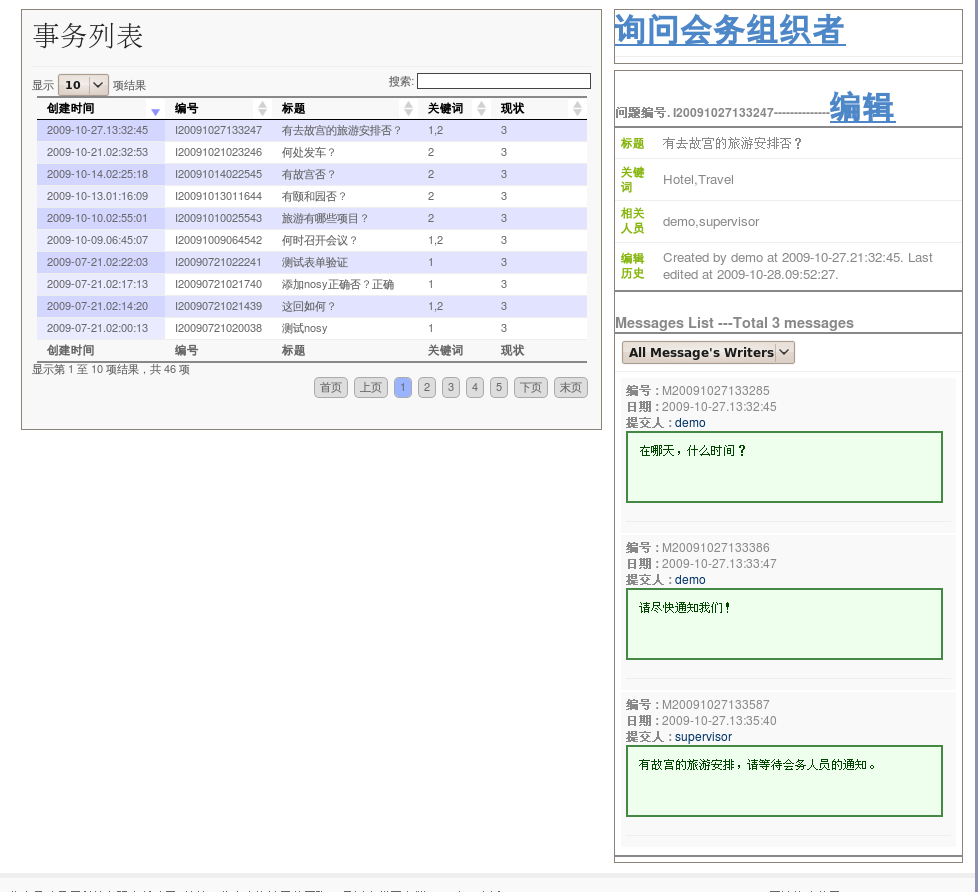 事务列表
显示 10 项结果
搜索:
创建时间 编号 标题 关键词 现状
2009-10-27.13:32:45 I20091027133247 有去故宫的旅游安排否？ 1,2 3
2009-10-21.02:32:53 I20091021023246 何处发车？ 2 3
2009-10-14.02:25:18 I20091014022545 有故宫否？ 2 3
2009-10-13.01:16:09 I20091013011644 有颐和园否？ 2 3
2009-10-10.02:55:01 I20091010025543 旅游有哪些项目？ 2 3
2009-10-09.06:45:07 I20091009064542 何时召开会议？ 1,2 3
2009-07-21.02:22:03 I20090721022241 测试表单验证 1 3
2009-07-21.02:17:13 I20090721021740 添加nosy正确否？正确 1 3
2009-07-21.02:14:20 I20090721021439 这回如何？ 1,2 3
2009-07-21.02:00:13 I20090721020038 测试nosy 1 3
创建时间 编号 标题 关键词 现状
显示第 1 至 10 项结果，共 46 项
首页 上页 1 2 3 4 5 下页 末页
询问会务组织者
问题编号. I20091027133247--------------编辑
标题 有去故宫的旅游安排否？
关键
词
Hotel,Travel
相关
人员
demo,supervisor
编辑
历史
Created by demo at 2009-10-27.21:32:45. Last
edited at 2009-10-28.09:52:27.
Messages List ---Total 3 messages
All Message's Writers
编号 : M20091027133285
日期 : 2009-10-27.13:32:45
提交人 : demo
在哪天，什么时间？
编号 : M20091027133386
日期 : 2009-10-27.13:33:47
提交人 : demo
请尽快通知我们！
编号 : M20091027133587
日期 : 2009-10-27.13:35:40
提交人 : supervisor
有故宫的旅游安排，请等待会务人员的通知。